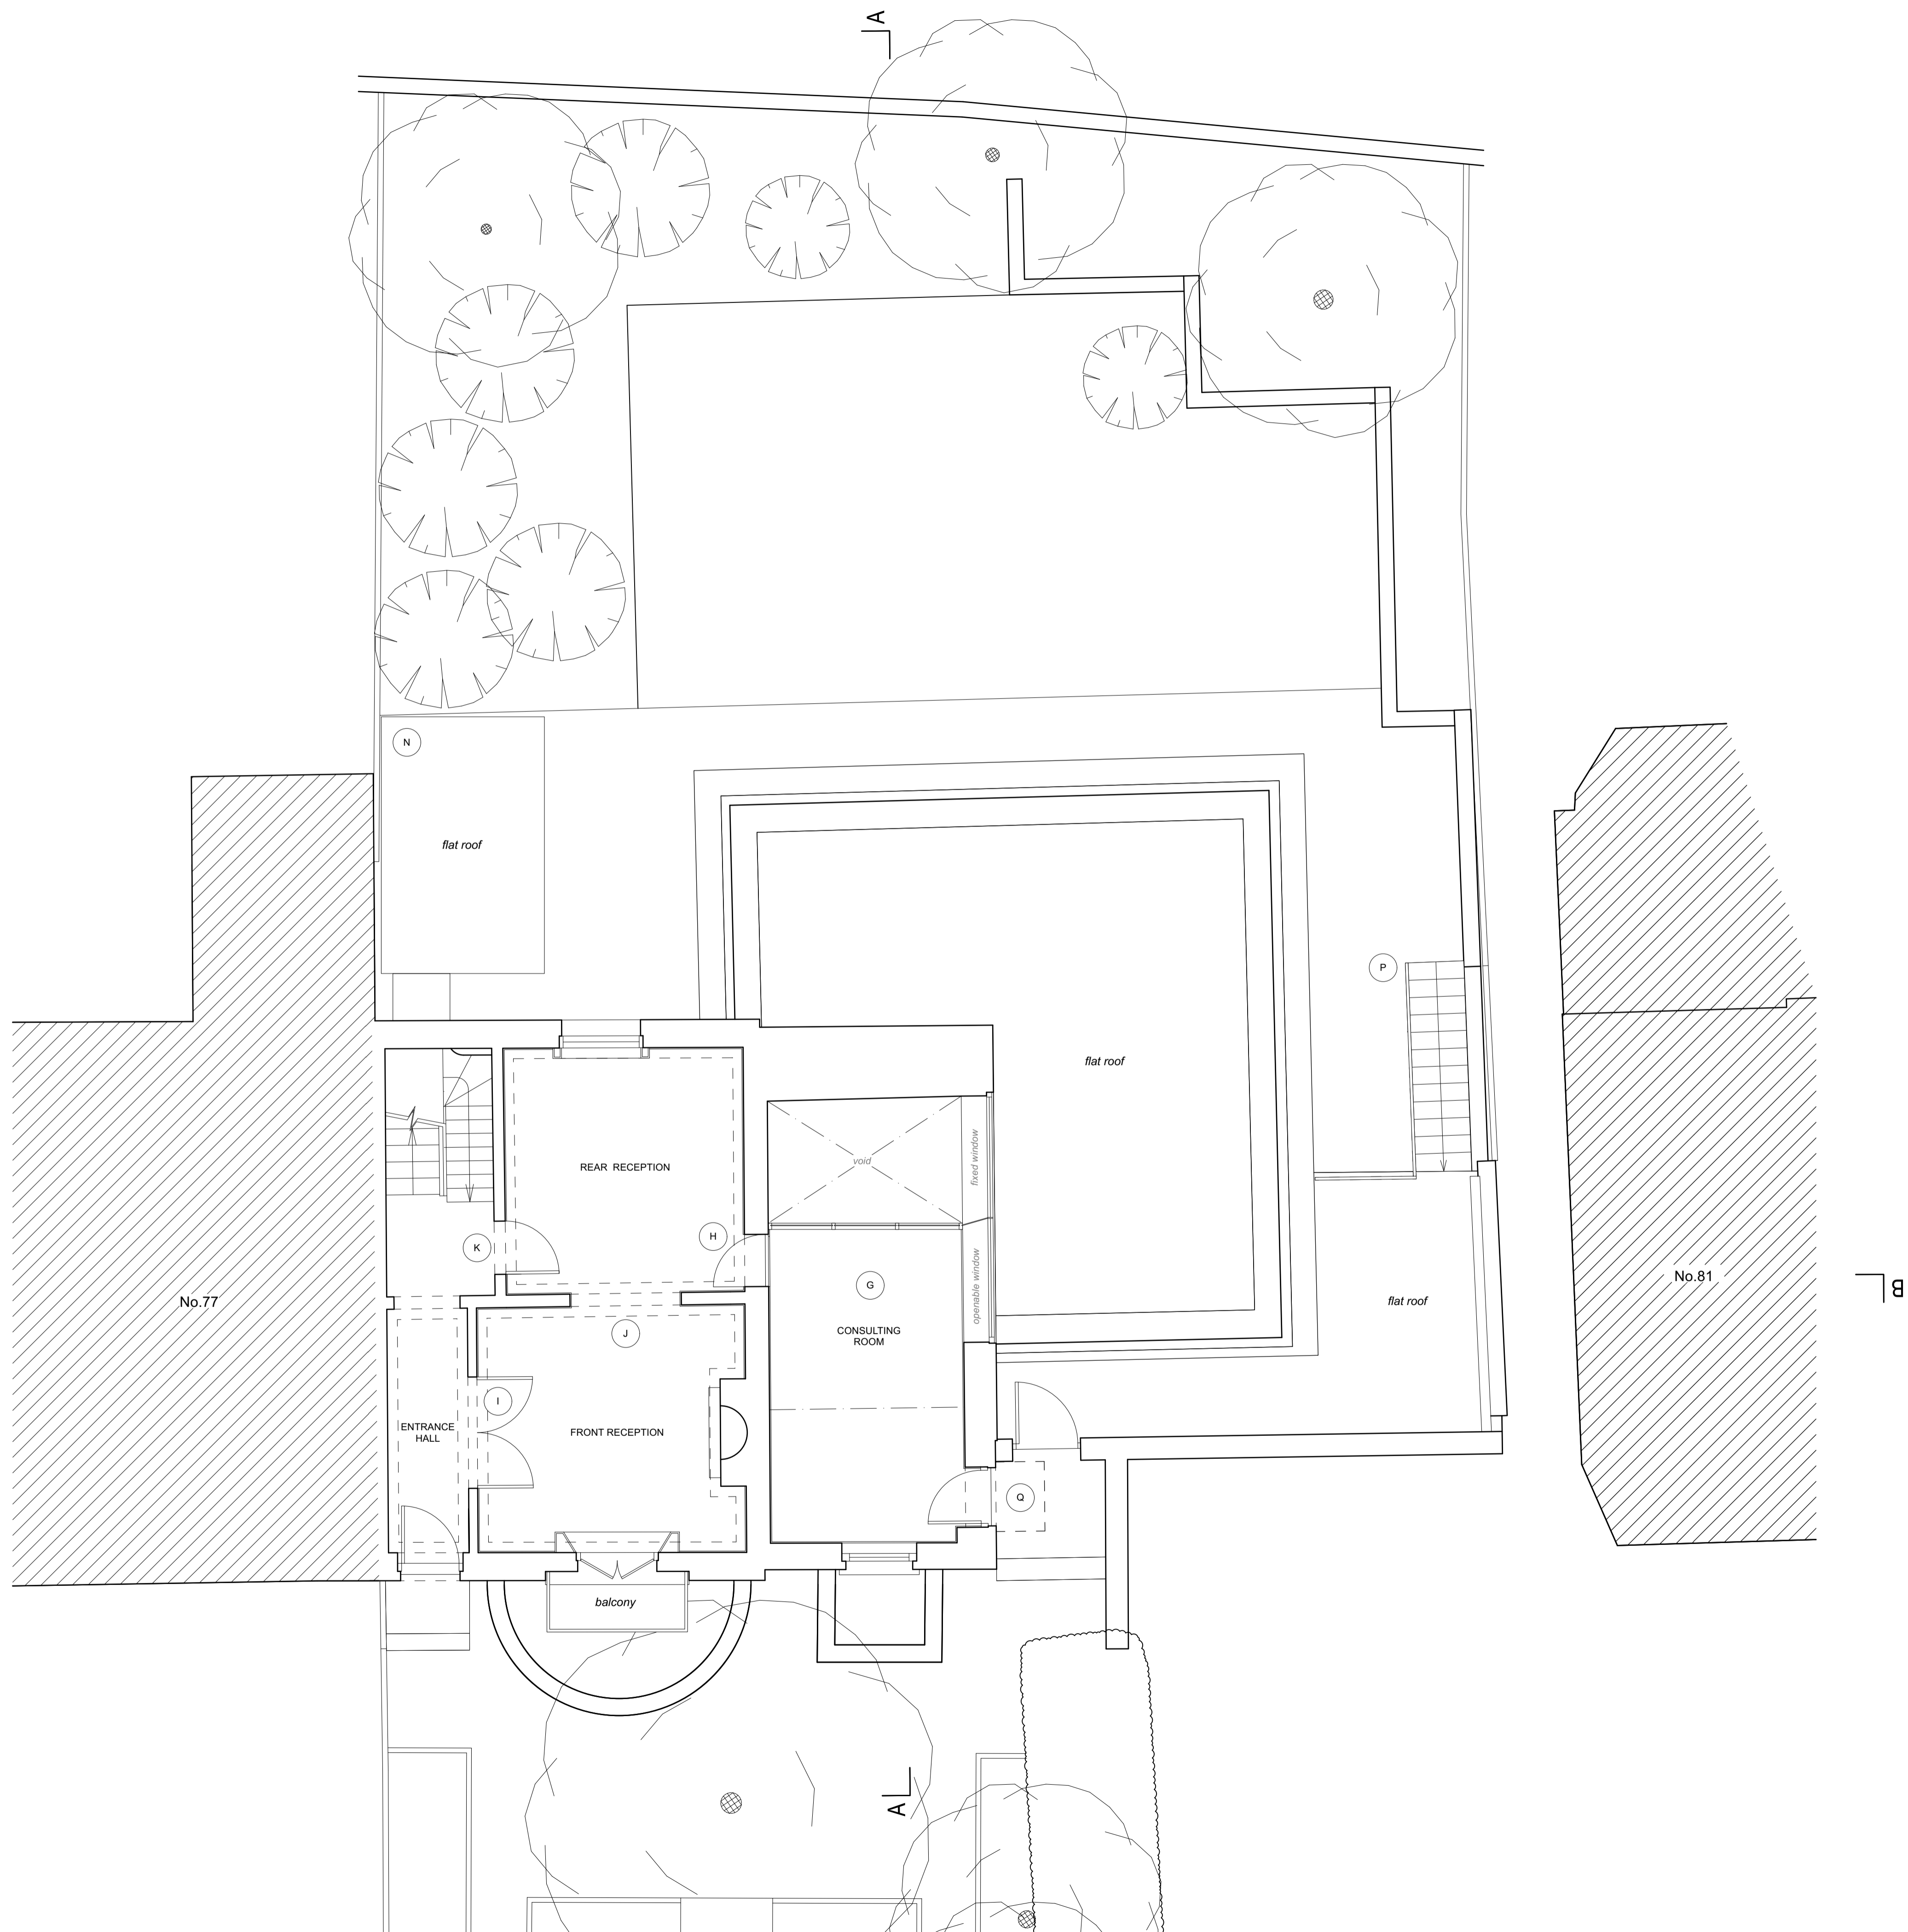 A
N
flat roof
P
flat roof
fixed window
void
REAR RECEPTION
H
K
G
openable window
No.81
B
No.77
flat roof
J
CONSULTING
ROOM
I
ENTRANCE
HALL
FRONT RECEPTION
Q
balcony
A